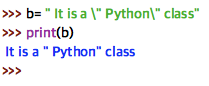 >>> b= " It is a \" Python\" class"
>>> print(b)
 It is a " Python" class
>>>